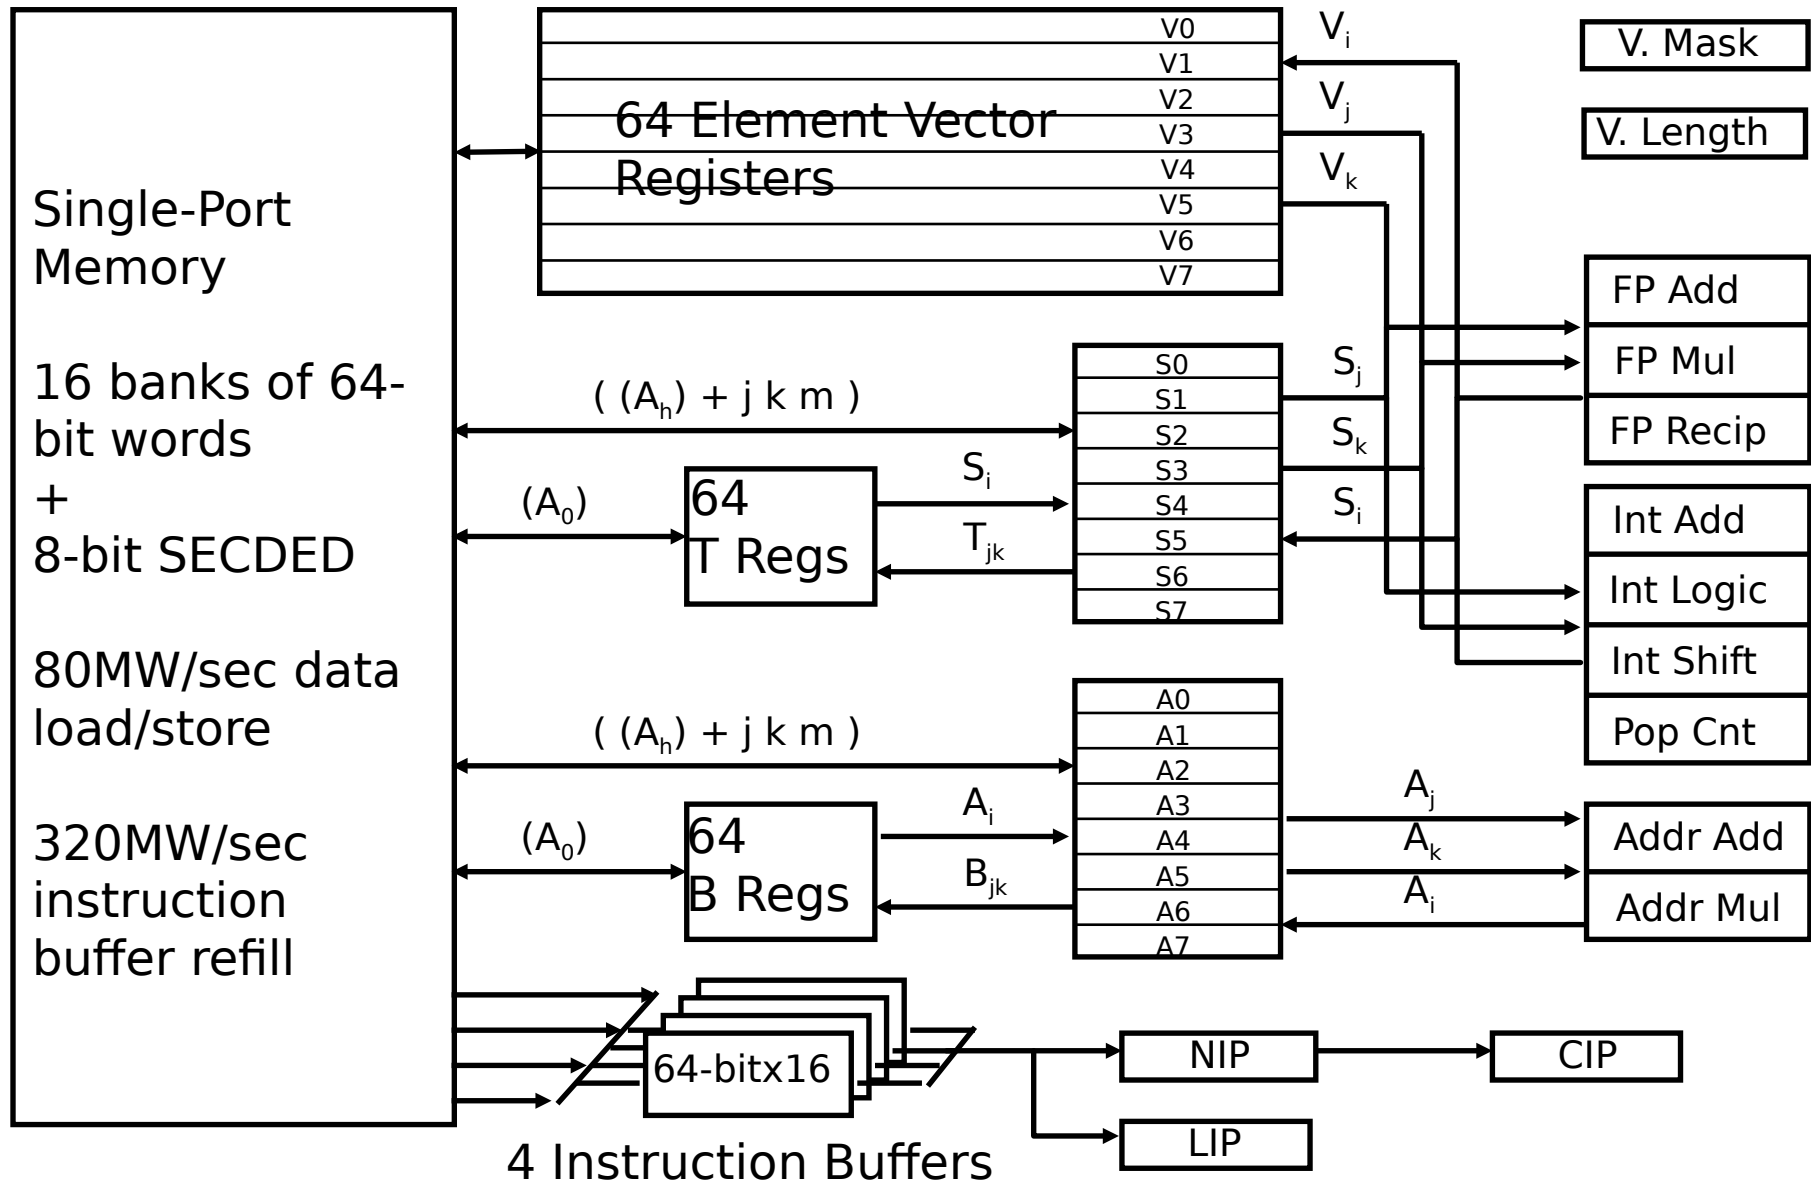 Single-Port
Memory
16 banks of 64-
bit words
+
8-bit SECDED
80MW/sec data
load/store
320MW/sec
instruction
buffer refill
64 Element Vector
Registers
V0
V1
V2
V3
V4
V5
V6
V7
Vi
Vj
Vk
V. Mask
V. Length
FP Add
FP Mul
FP Recip
Int Add
Int Logic
Int Shift
Pop Cnt
( (Ah) + j k m )
(A0)
64
T Regs
Si
Tjk
S0
S1
S2
S3
S4
S5
S6
S7
Sj
Sk
Si
( (Ah) + j k m )
(A0)
64
B Regs
Ai
Bjk
A0
A1
A2
A3
A4
A5
A6
A7
Aj
Ak
Ai
Addr Add
Addr Mul
64-bitx16
4 Instruction Buffers
NIP
CIP
LIP